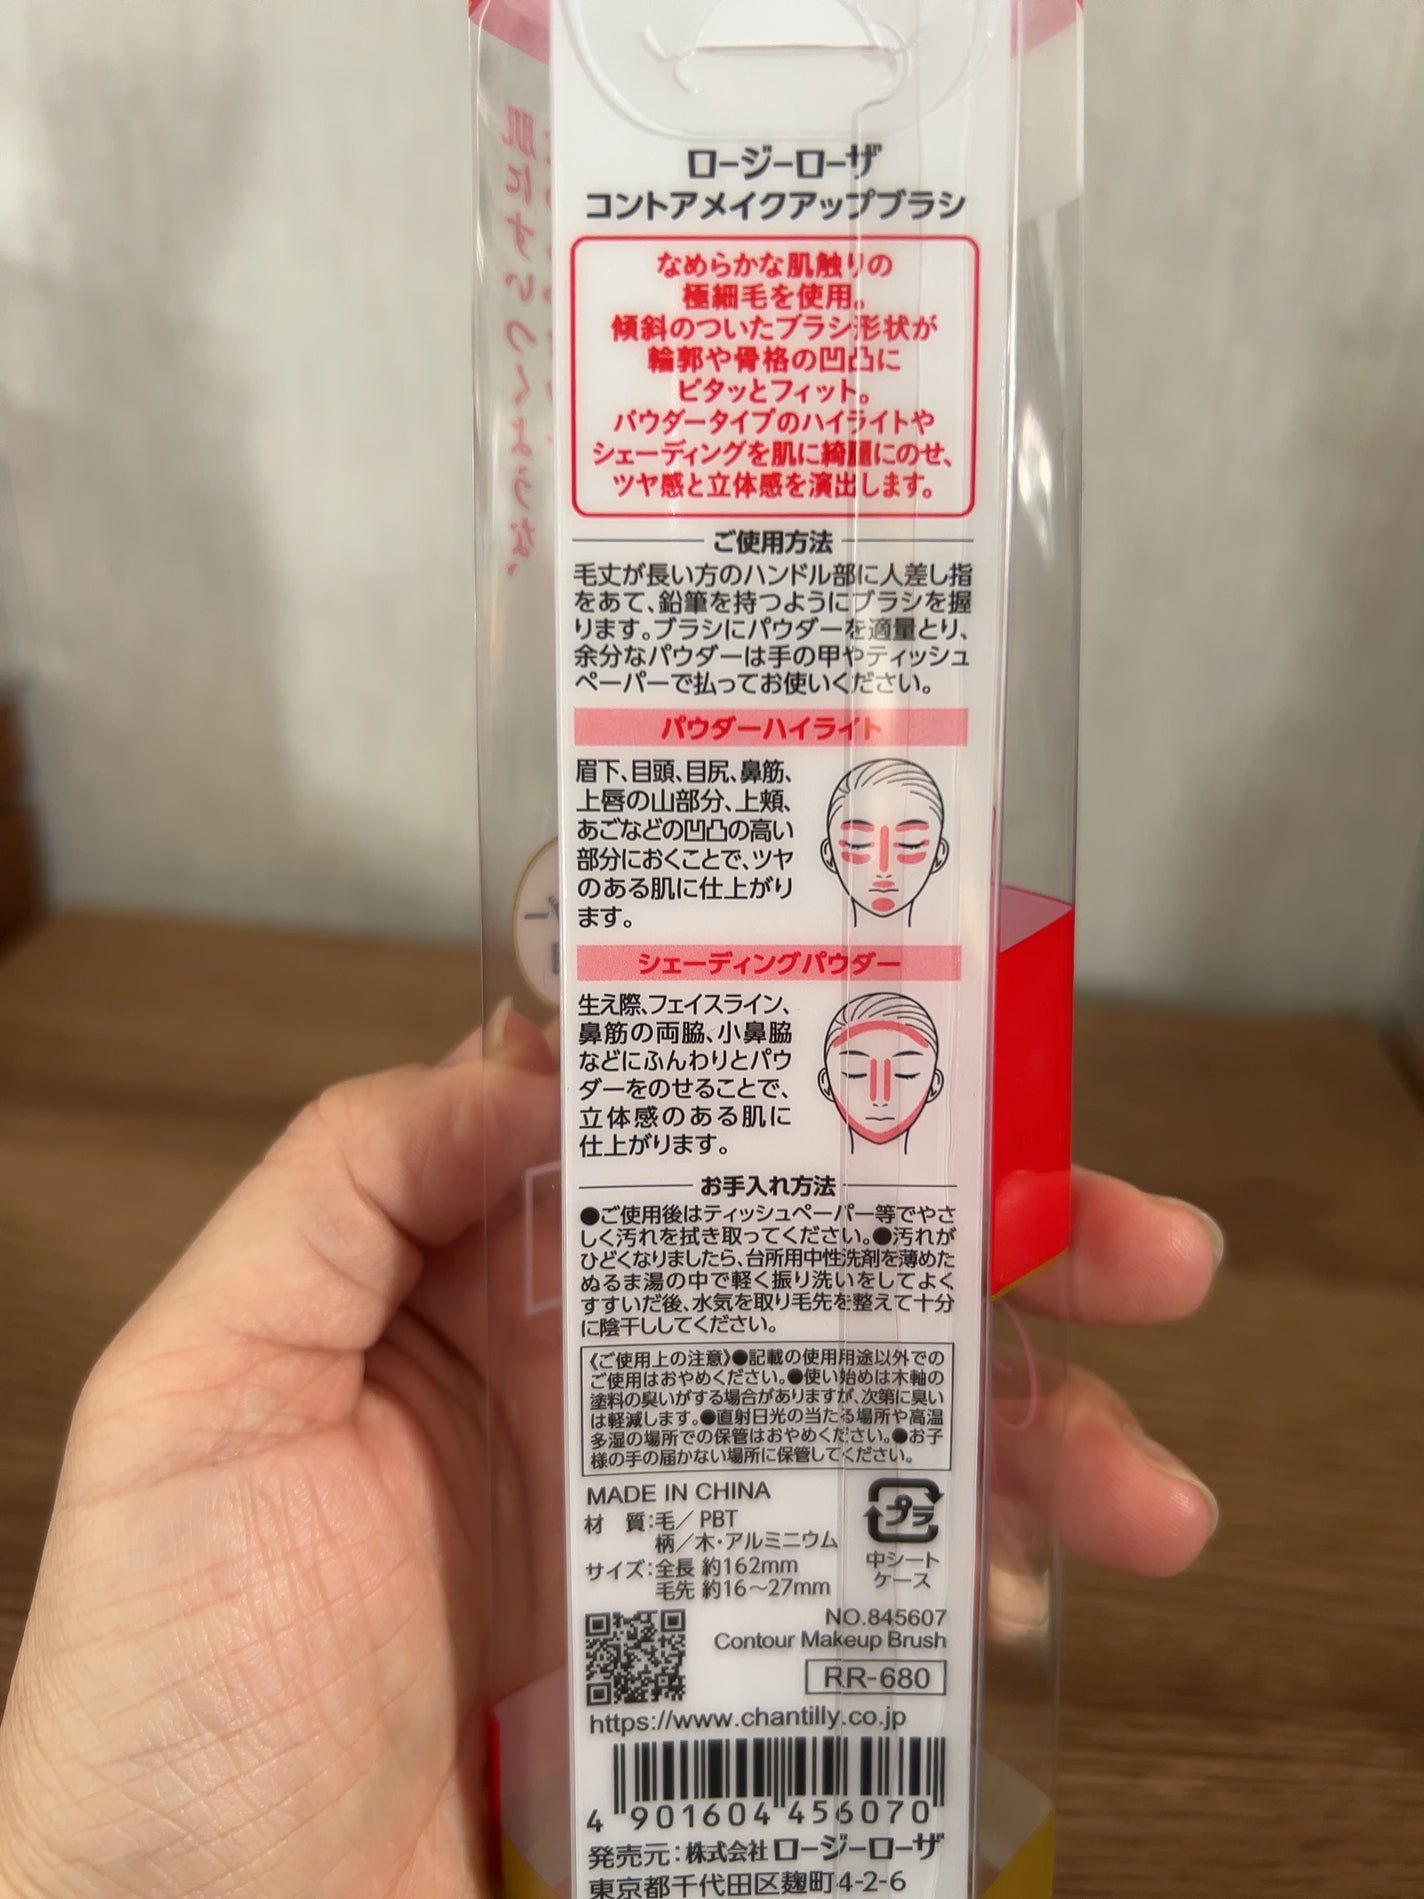 ロージーローザ
コントアメイクアップブラシ
なめらかな肌触りの
極細毛を使用。
傾斜のついたブラシ形状が
輪郭や骨格の凹凸に
ピタッとフィット。
パウダータイプのハイライトや
シェーディングを肌に綺麗にのせ、
ツヤ感と立体感を演出します。
ご使用方法
毛丈が長い方のハンドル部に人差し指
をあて、鉛筆を持つようにブラシを握
ります。ブラシにパウダーを適量とり、
余分なパウダーは手の甲やティッシュ
ペーパーで払ってお使いください。
パウダーハイライト
眉下、目頭、目尻、鼻筋、
上唇の山部分、上頬、
あごなどの凹凸の高い
部分におくことで、ツヤ
のある肌に仕上がり
ます。
シェーディングパウダー
生え際、フェイスライン、
鼻筋の両脇、小鼻脇
などにふんわりとパウ
ダーをのせることで、
立体感のある肌に
仕上がります。
お手入れ方法
●ご使用後はティッシュペーパー等でやさ
しく汚れを拭き取ってください。●汚れが
ひどくなりましたら、台所用中性洗剤を薄めた
ぬるま湯の中で軽く振り洗いをしてよく
すすいだ後、水気を取り毛先を整えて十分
に陰干ししてください。
《ご使用上の注意》●記載の使用用途以外での
ご使用はおやめください。●使い始めは木軸の
塗料の臭いがする場合がありますが、次第に臭い
は軽減します。●直射日光の当たる場所や高温
多湿の場所での保管はおやめください。●お子
様の手の届かない場所に保管してください。
MADE IN CHINA
材 質:毛／PBT
柄／木・アルミニウム
サイズ:全長 約162mm
毛先 約16～27mm
プラ
中シート
ケース
NO.845607
Contour Makeup Brush
RR-680
https://www.chantilly.co.jp
4 901604 456070
発売元:株式会社 ロージーローザ
東京都千代田区麹町4-2-6
肌にすいつくような、